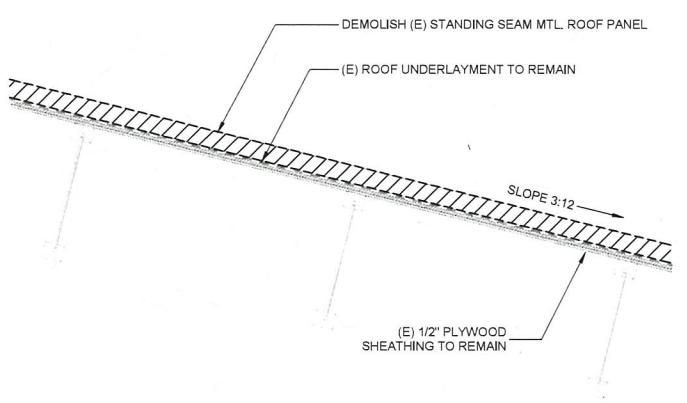 DEMOLISH (E) STANDING SEAM MTL. ROOF PANEL
(E) ROOF UNDERLAYMENT TO REMAIN
SLOPE 3:12
(E) 1/2" PLYWOOD
SHEATHING TO REMAIN